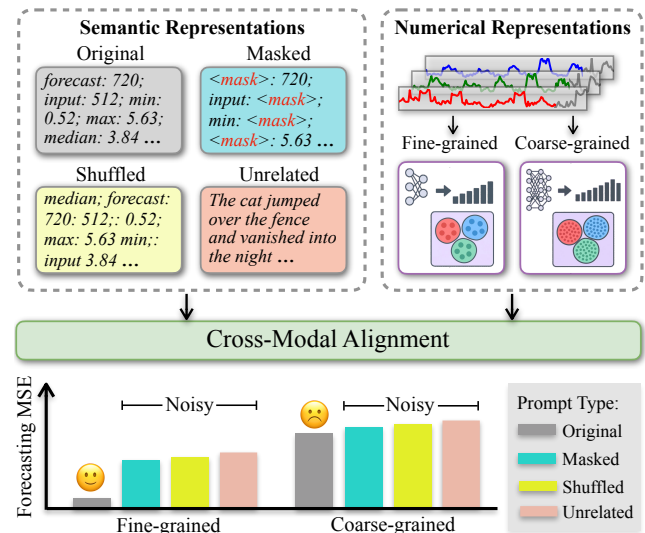 Semantic Representations
Original
forecast: 720;
input: 512; min:
0.52; max: 5.63;
median: 3.84 ...
Masked
<mask>: 720;
input: <mask>;
min: <mask>;
<mask>: 5.63 ...
Shuffled
median; forecast:
720: 512;: 0.52;
max: 5.63 min;:
input 3.84 ...
Unrelated
The cat jumped
over the fence
and vanished into
the night ...
Numerical Representations
Fine-grained
Coarse-grained
Cross-Modal Alignment
Forecasting MSE
Noisy
Noisy
Fine-grained
Coarse-grained
Prompt Type:
Original
Masked
Shuffled
Unrelated